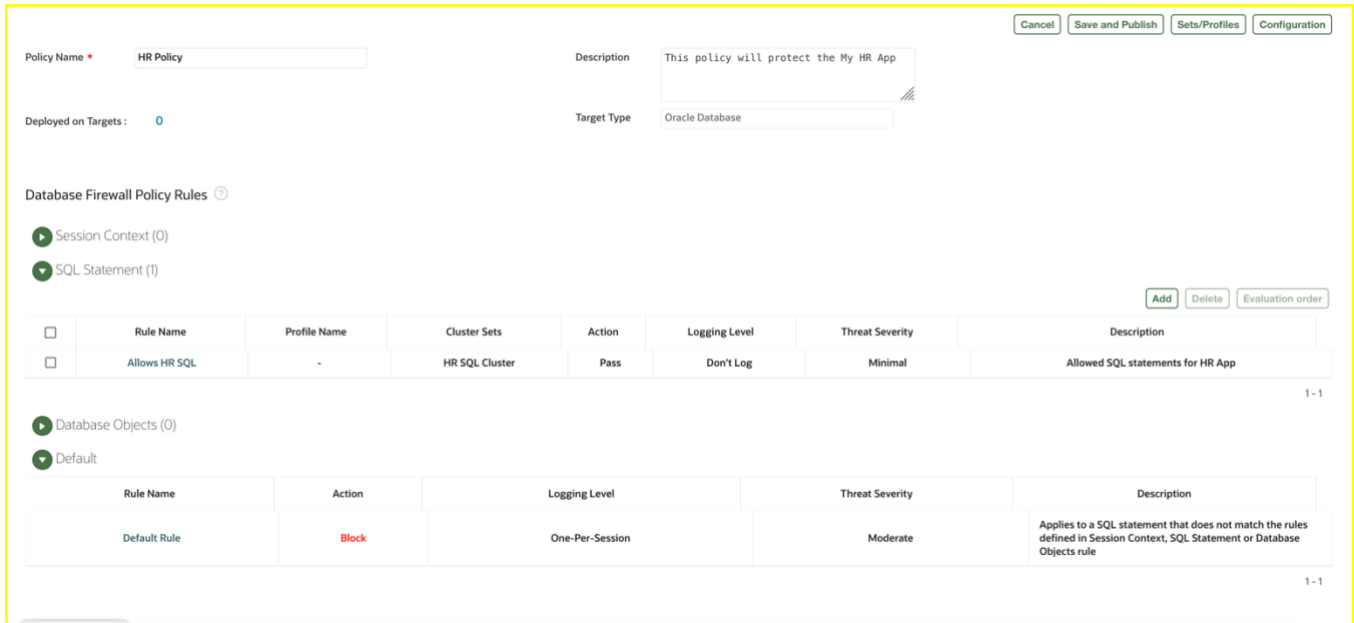 Cancel Save and Publish Sets/Profiles Configuration
Policy Name * HR Policy Description This policy will protect the My HR App
Deployed on Targets : 0 Target Type Oracle Database
Database Firewall Policy Rules ?
Session Context (0)
SQL Statement (1)
Add Delete Evaluation order
Rule Name Profile Name Cluster Sets Action Logging Level Threat Severity Description
Allows HR SQL - HR SQL Cluster Pass Don't Log Minimal Allowed SQL statements for HR App
1 - 1
Database Objects (0)
Default
Rule Name Action Logging Level Threat Severity Description
Default Rule Block One-Per-Session Moderate Applies to a SQL statement that does not match the rules
defined in Session Context, SQL Statement or Database
Objects rule
1 - 1